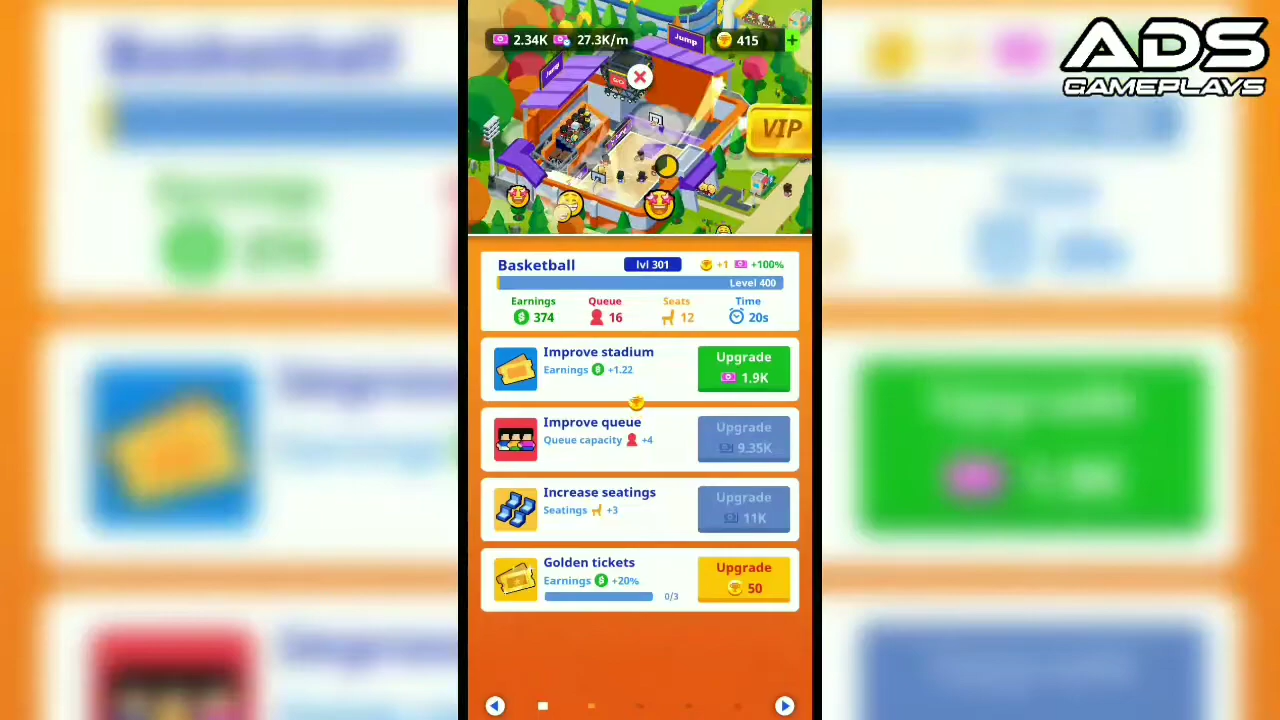 ADS
GAMEPLAYS
2.34K 27.3K/m 415 +
Jump
Jump
VIP
Basketball lvl 301 +1 +100%
Level 400
Earnings Queue Seats Time
374 16 12 20s
Improve stadium
Earnings +1.22
Upgrade
1.9K
Improve queue
Queue capacity +4
Upgrade
9.35K
Increase seatings
Seatings +3
Upgrade
11K
Golden tickets
Earnings +20%
0/3
Upgrade
50